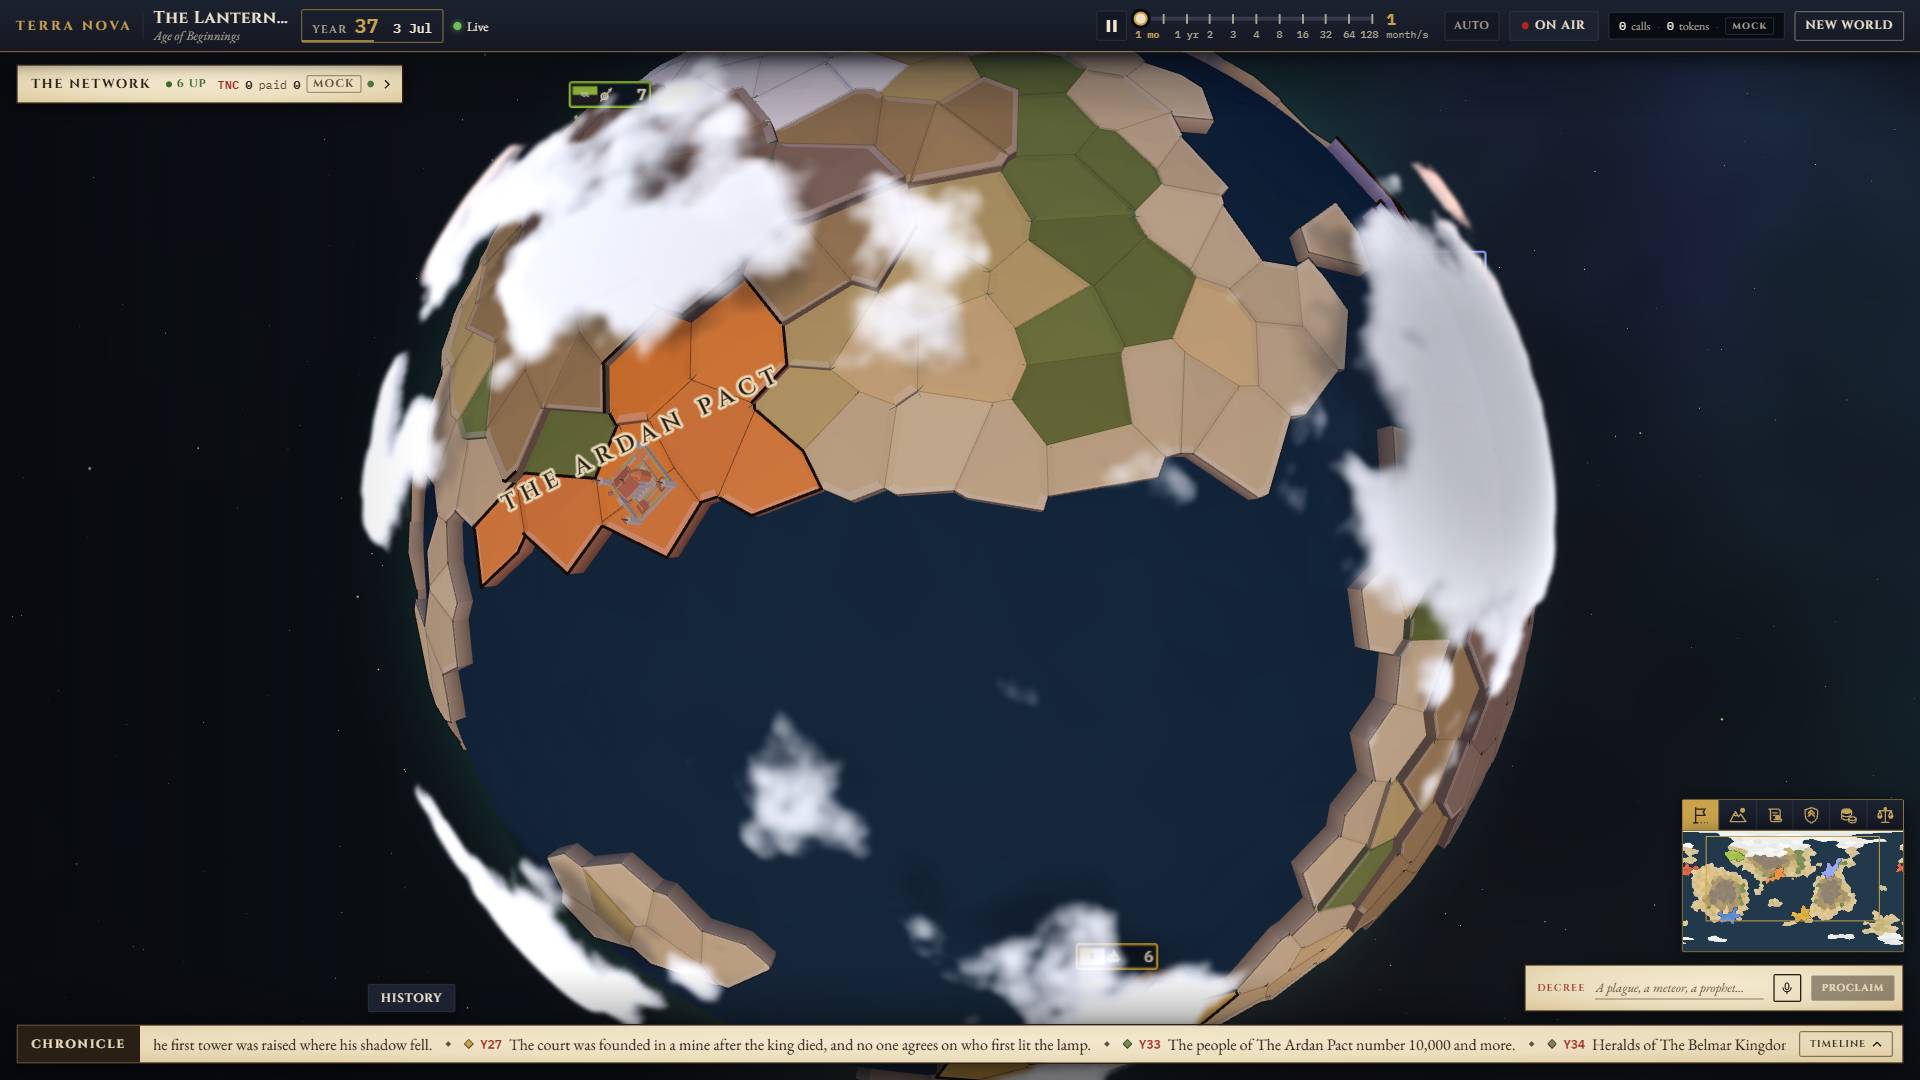 TERRA NOVA
THE LANTERN...
Age of Beginnings
YEAR 37 3 Jul
Live
1 mo 1 yr 2 3 4 8 16 32 64 128
1 month/s
AUTO
ON AIR
0 calls · 0 tokens MOCK
NEW WORLD
THE NETWORK 6 UP TNC 0 paid 0 MOCK
7
THE ARDAN PACT
6
DECREE A plague, a meteor, a prophet... PROCLAIM
HISTORY
CHRONICLE he first tower was raised where his shadow fell. Y27 The court was founded in a mine after the king died, and no one agrees on who first lit the lamp. Y33 The people of The Ardan Pact number 10,000 and more. Y34 Heralds of The Belmar Kingdor TIMELINE